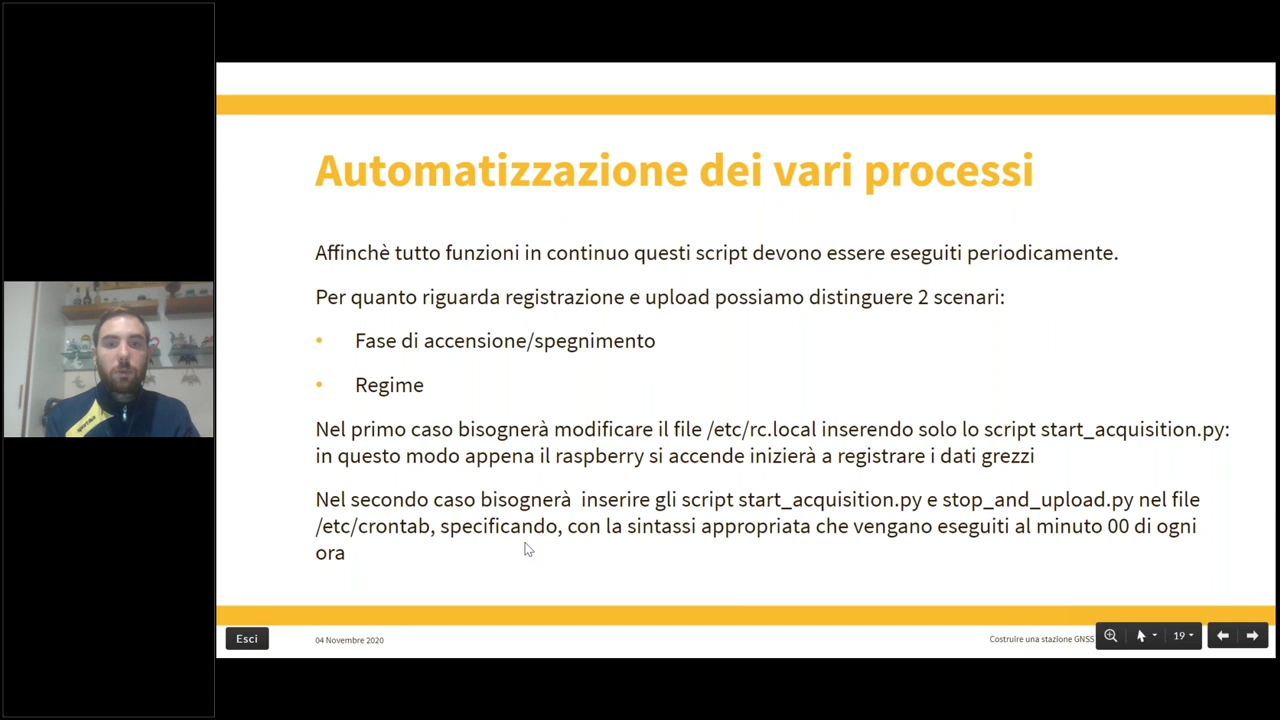 Automatizzazione dei vari processi
Affinchè tutto funzioni in continuo questi script devono essere eseguiti periodicamente.
Per quanto riguarda registrazione e upload possiamo distinguere 2 scenari:
• Fase di accensione/spegnimento
• Regime
Nel primo caso bisognerà modificare il file /etc/rc.local inserendo solo lo script start_acquisition.py:
in questo modo appena il raspberry si accende inizierà a registrare i dati grezzi
Nel secondo caso bisognerà inserire gli script start_acquisition.py e stop_and_upload.py nel file
/etc/crontab, specificando, con la sintassi appropriata che vengano eseguiti al minuto 00 di ogni
ora
Esci
04 Novembre 2020
Costruire una stazione GNSS
19